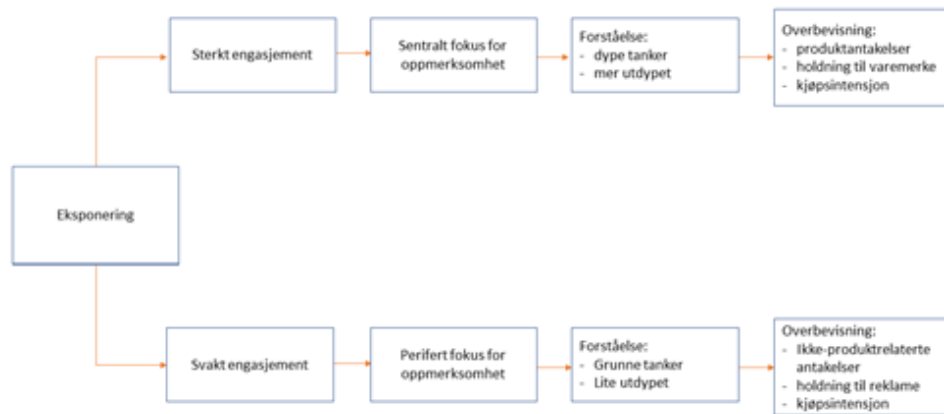 Sterkt engasjement
Sentralt fokus for
oppmerksomhet
Forståelse:
- dype tanker
- mer utdypet
Overbevisning:
- produktantakelser
- holdning til varemerke
- kjøpsintensjon
Eksponering
Svakt engasjement
Perifert fokus for
oppmerksomhet
Forståelse:
- Grunne tanker
- Lite utdypet
Overbevisning:
- Ikke-produktrelaterte
antakelser
- holdning til reklame
- kjøpsintensjon